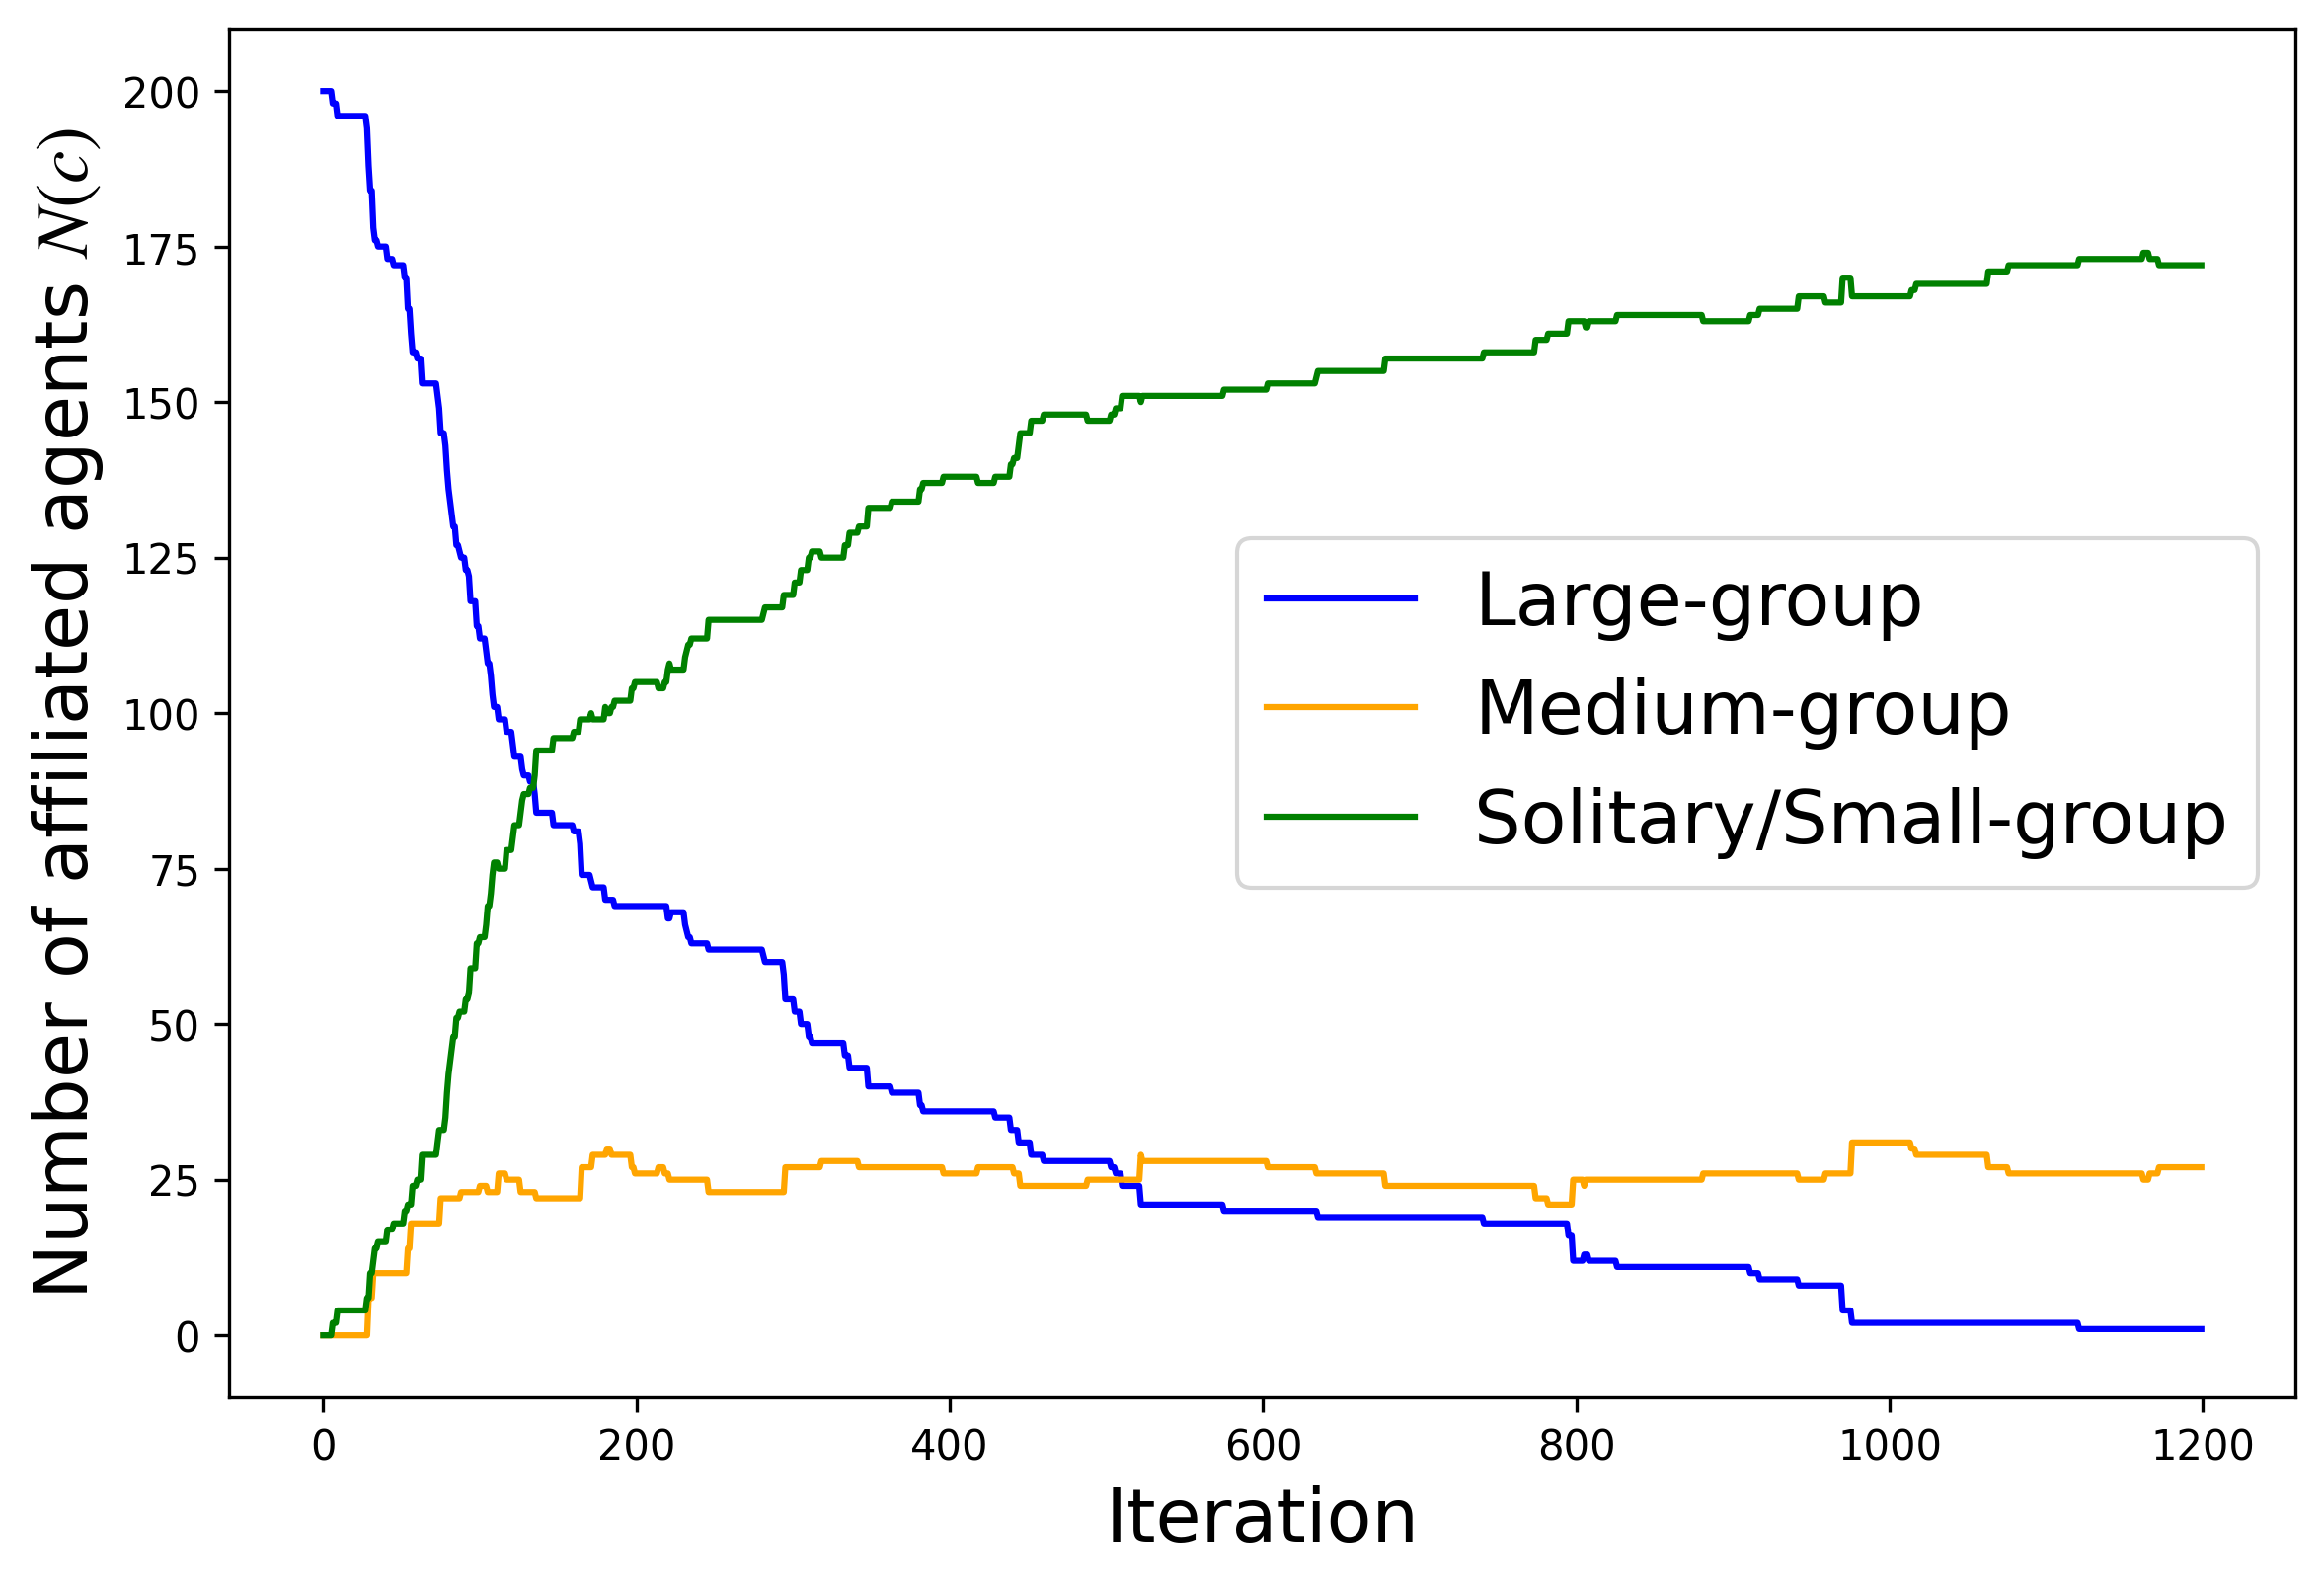 Number of affiliated agents N(c)
200
175
150
125
100
75
50
25
0
0 200 400 600 800 1000 1200
Iteration
Large-group
Medium-group
Solitary/Small-group